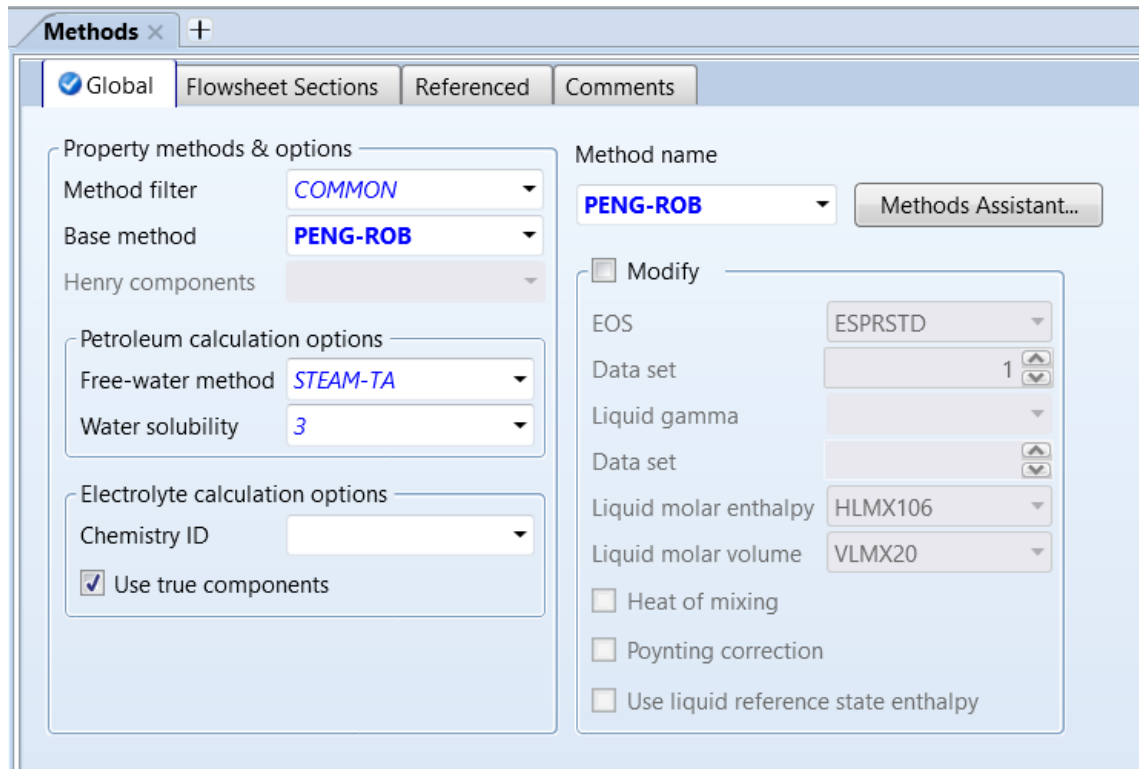 Methods
Global Flowsheet Sections Referenced Comments
Property methods & options
Method filter COMMON
Base method PENG-ROB
Henry components
Petroleum calculation options
Free-water method STEAM-TA
Water solubility 3
Electrolyte calculation options
Chemistry ID
Use true components
Method name
PENG-ROB Methods Assistant...
Modify
EOS ESPRSTD
Data set 1
Liquid gamma
Data set
Liquid molar enthalpy HLMX106
Liquid molar volume VLMX20
Heat of mixing
Poynting correction
Use liquid reference state enthalpy